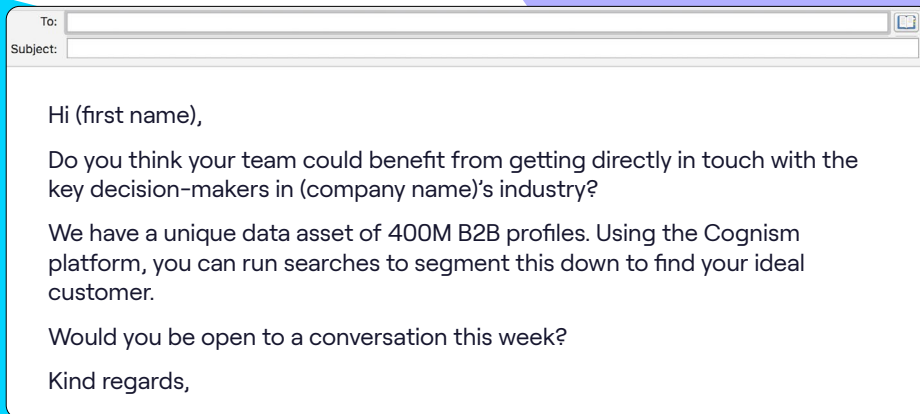 To:
Subject:
Hi (first name),
Do you think your team could benefit from getting directly in touch with the
key decision-makers in (company name)’s industry?
We have a unique data asset of 400M B2B profiles. Using the Cognism
platform, you can run searches to segment this down to find your ideal
customer.
Would you be open to a conversation this week?
Kind regards,